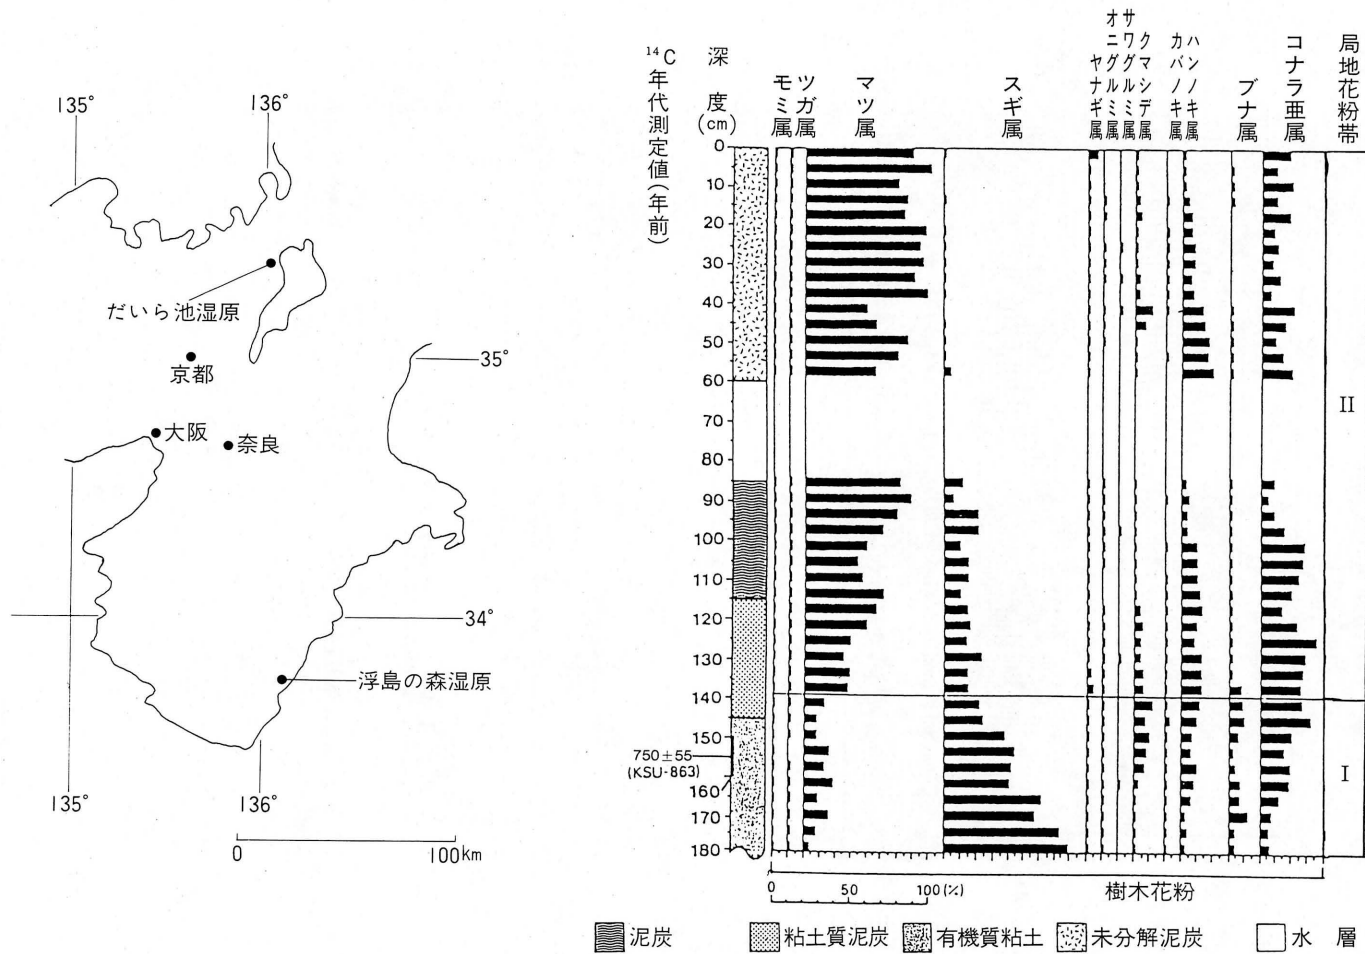 135°
136°
だいら池湿原
京都
35°
大阪
奈良
34°
浮島の森湿原
135°
136°
0
100km
¹⁴C年代測定値(年前)
深度(cm)
モミ属
ツガ属
マツ属
スギ属
ヤナギ属
オニグルミ属
サワグルミ属
クマシデ属
カバノキ属
ハンノキ属
ブナ属
コナラ亜属
局地花粉帯
0
10
20
30
40
50
60
70
80
90
100
110
120
130
140
150
160
170
180
750±55
(KSU-863)
II
I
0
50
100(%)
樹木花粉
泥炭
粘土質泥炭
有機質粘土
未分解泥炭
水層